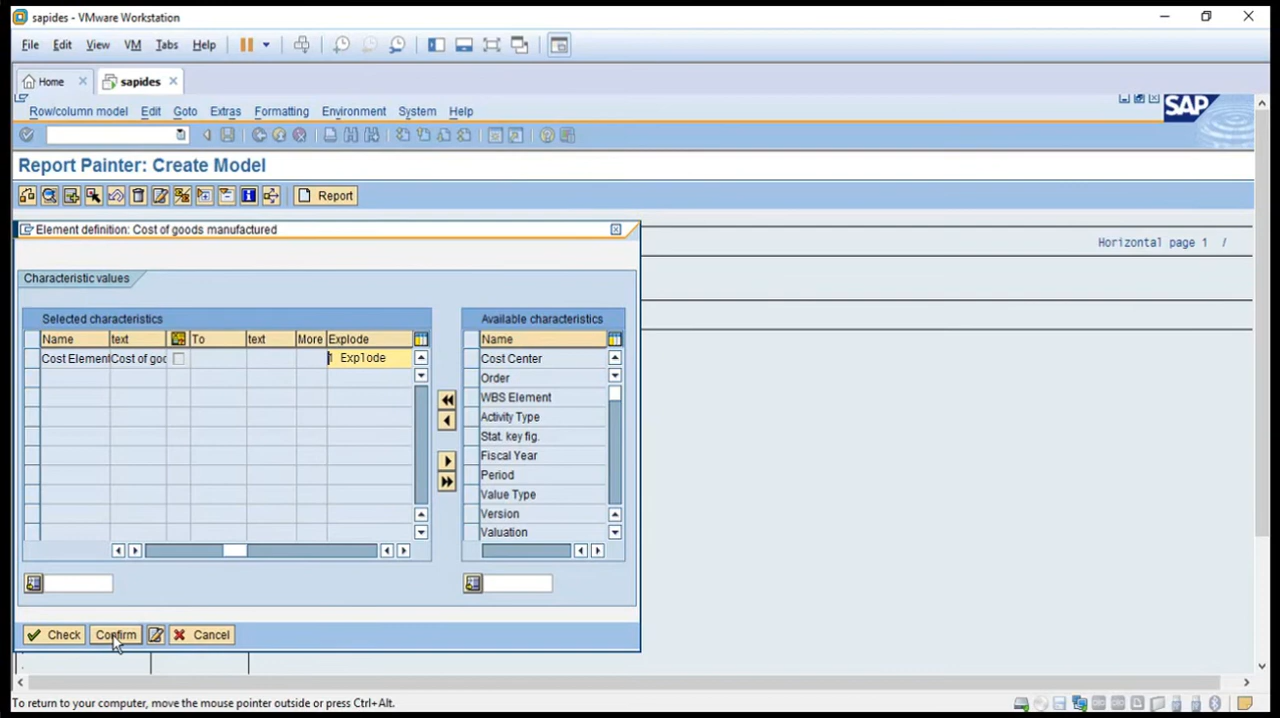 sapides - VMware Workstation
File Edit View VM Tabs Help
Home sapides
Row/column model Edit Goto Extras Formatting Environment System Help
SAP
Report Painter: Create Model
Report
Element definition: Cost of goods manufactured
Horizontal page 1 /
Characteristic values
Selected characteristics Available characteristics
Name text To text More Explode Name
Cost Element Cost of goo 1 Explode Cost Center
Order
WBS Element
Activity Type
Stat. key fig.
Fiscal Year
Period
Value Type
Version
Valuation
Check Confirm Cancel
To return to your computer, move the mouse pointer outside or press Ctrl+Alt.